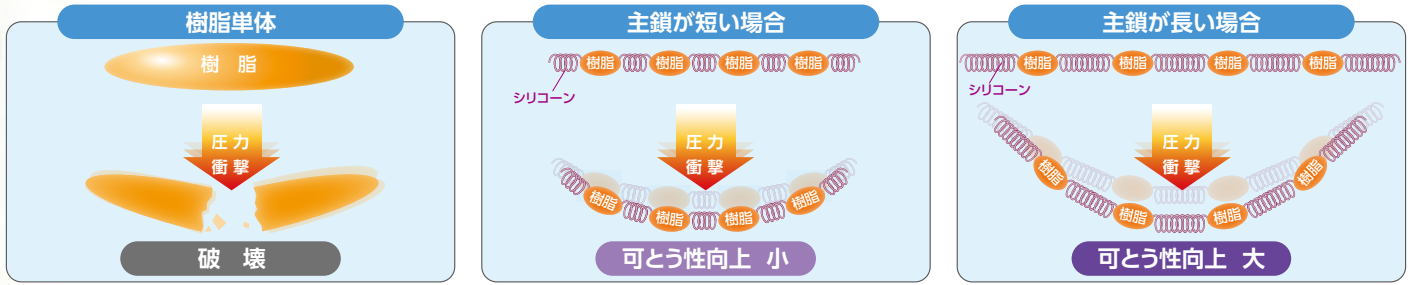 樹脂単体
樹 脂
圧 力
衝 撃
破 壊
主鎖が短い場合
樹脂 樹脂 樹脂 樹脂
シリコーン
圧 力
衝 撃
樹脂 樹脂 樹脂 樹脂
可とう性向上 小
主鎖が長い場合
樹脂 樹脂 樹脂 樹脂
シリコーン
圧 力
衝 撃
樹脂 樹脂 樹脂 樹脂
可とう性向上 大